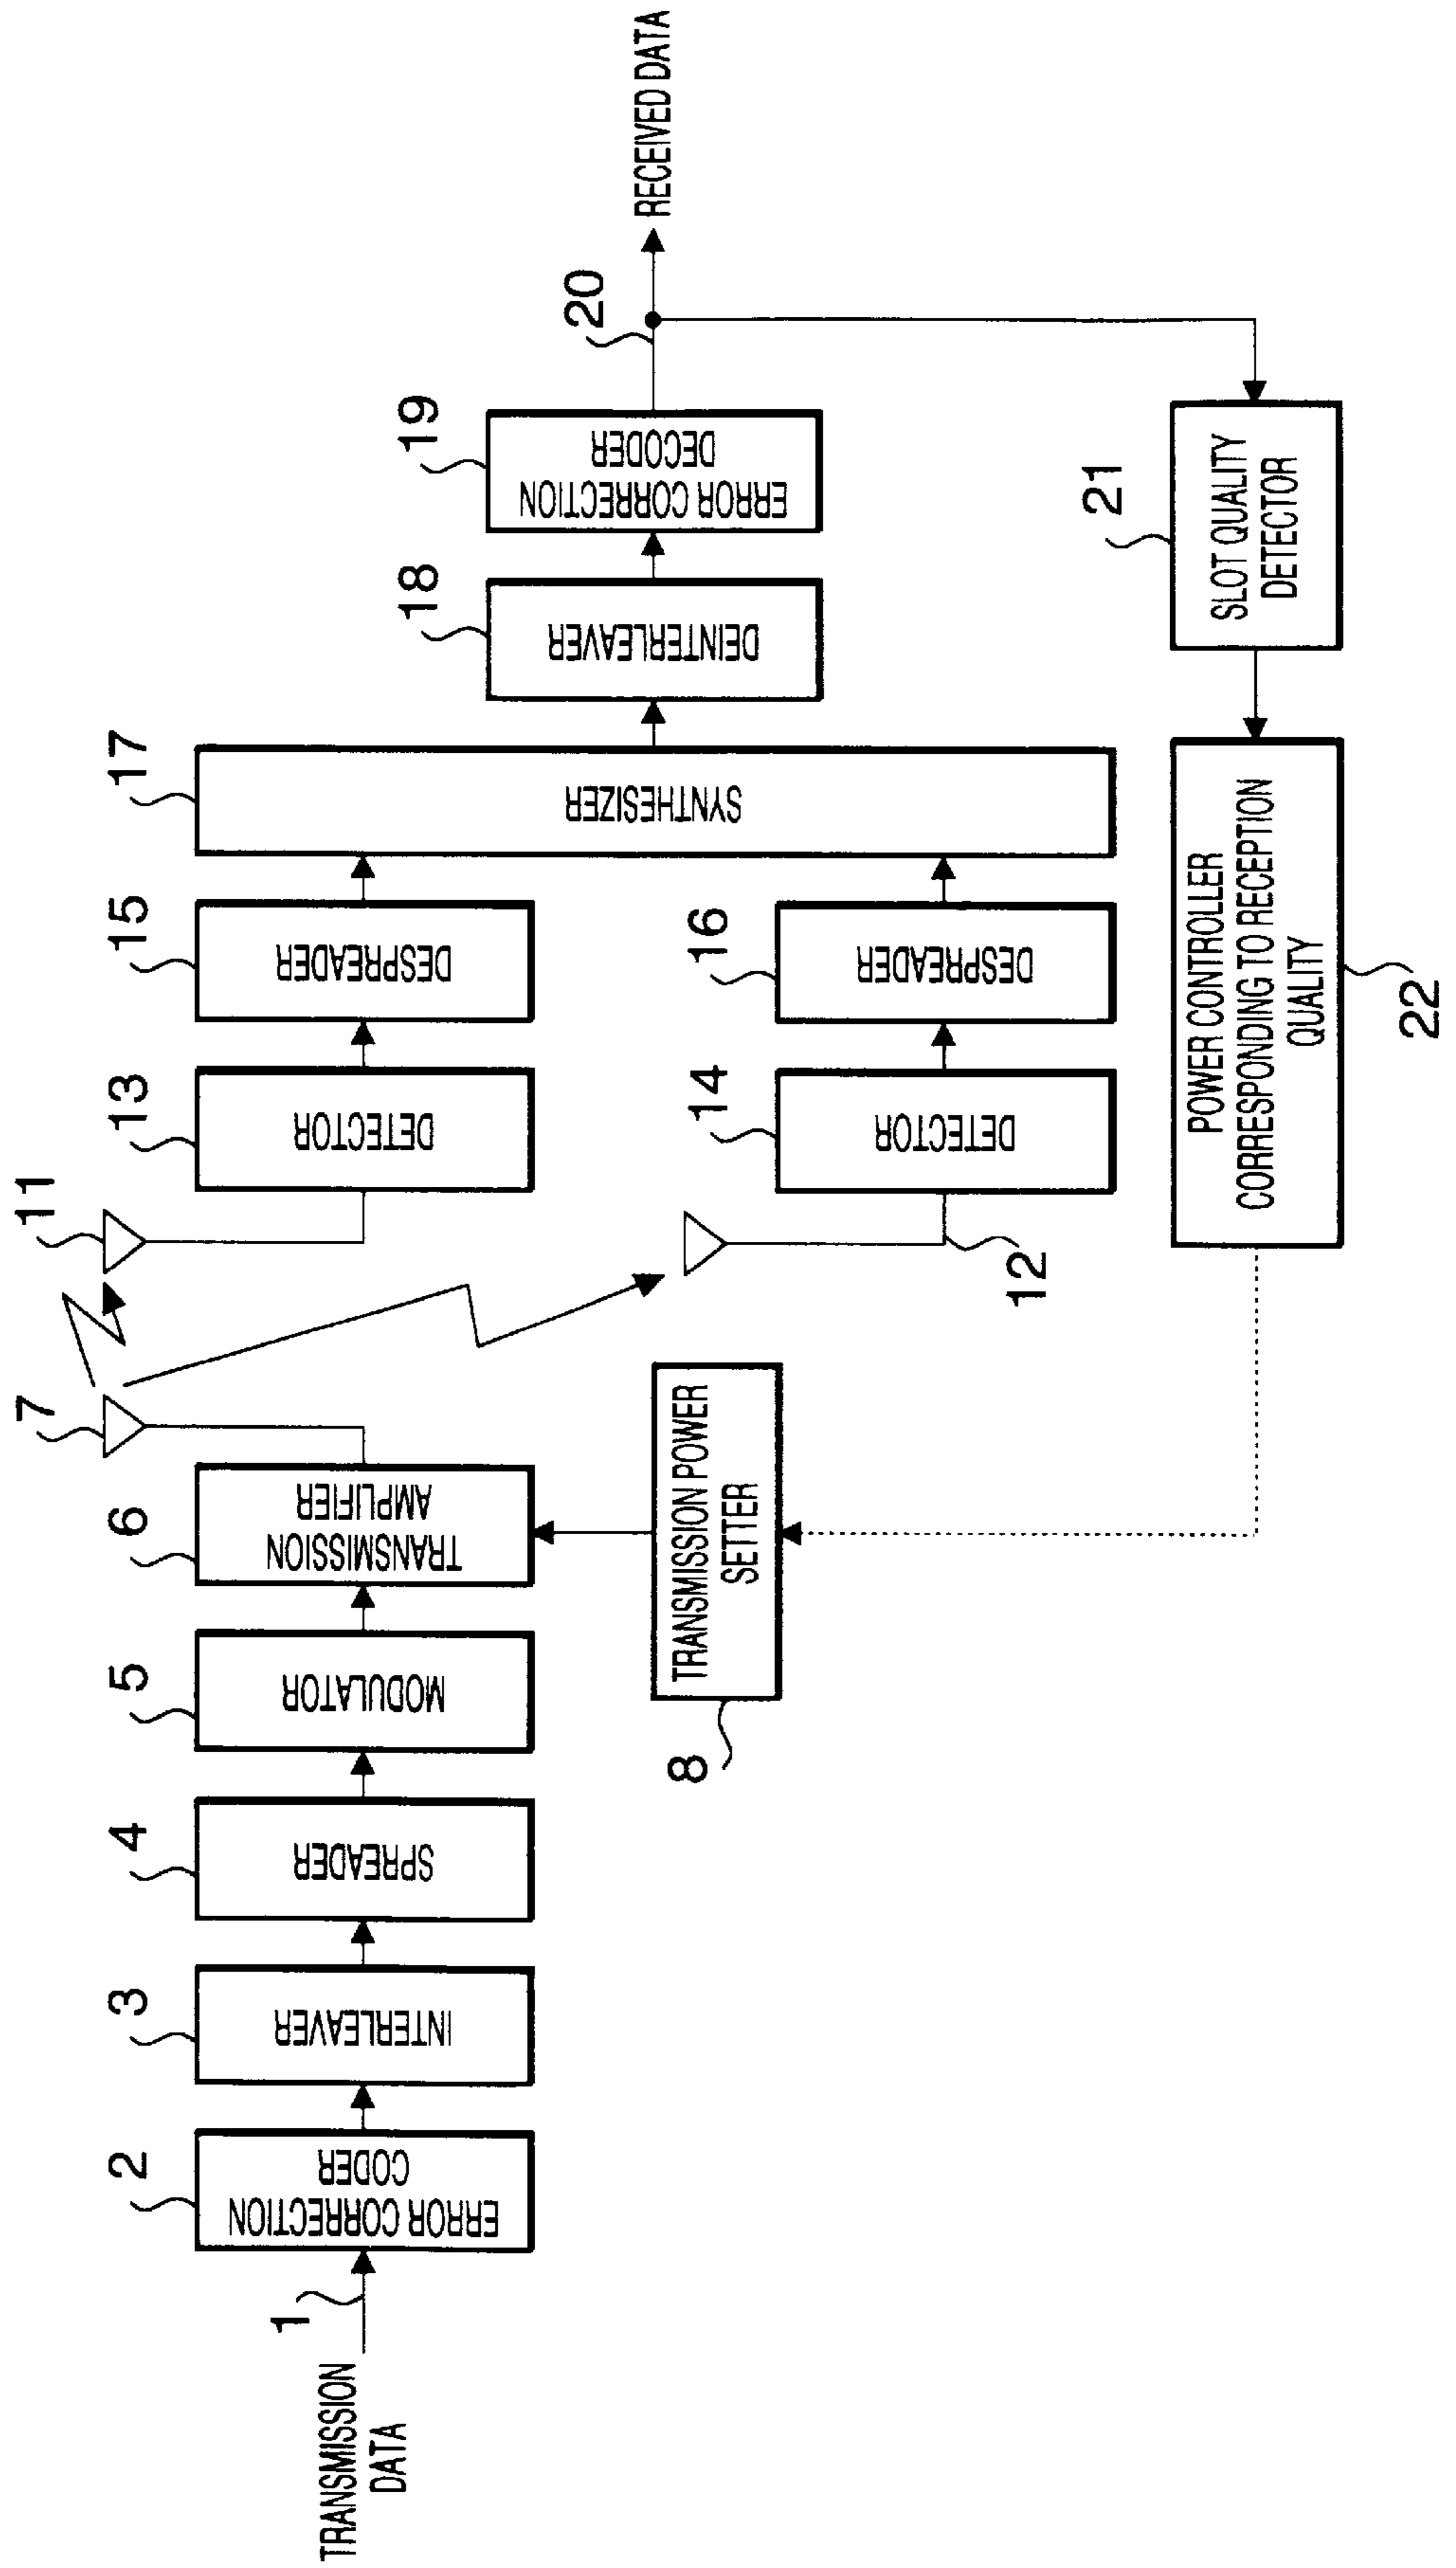 TRANSMISSION
DATA
1
2
ERROR CORRECTION
CODER
3
INTERLEAVER
4
SPREADER
5
MODULATOR
6
TRANSMISSION
AMPLIFIER
7
8
TRANSMISSION POWER
SETTER
11
13
DETECTOR
15
DESPREADER
12
14
DETECTOR
16
DESPREADER
17
SYNTHESIZER
18
DEINTERLEAVER
19
ERROR CORRECTION
DECODER
20
RECEIVED DATA
21
SLOT QUALITY
DETECTOR
22
POWER CONTROLLER
CORRESPONDING TO RECEPTION
QUALITY